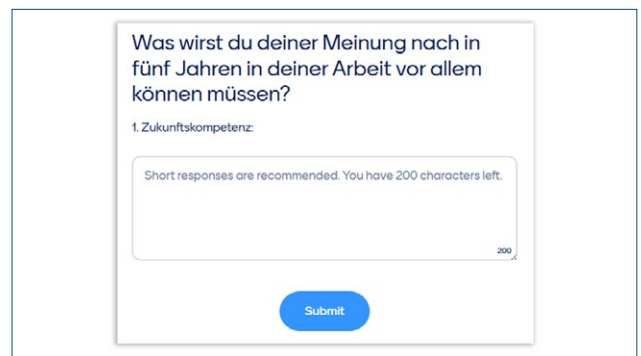 Was wirst du deiner Meinung nach in
fünf Jahren in deiner Arbeit vor allem
können müssen?
1. Zukunftskompetenz:
Short responses are recommended. You have 200 characters left.
200
Submit